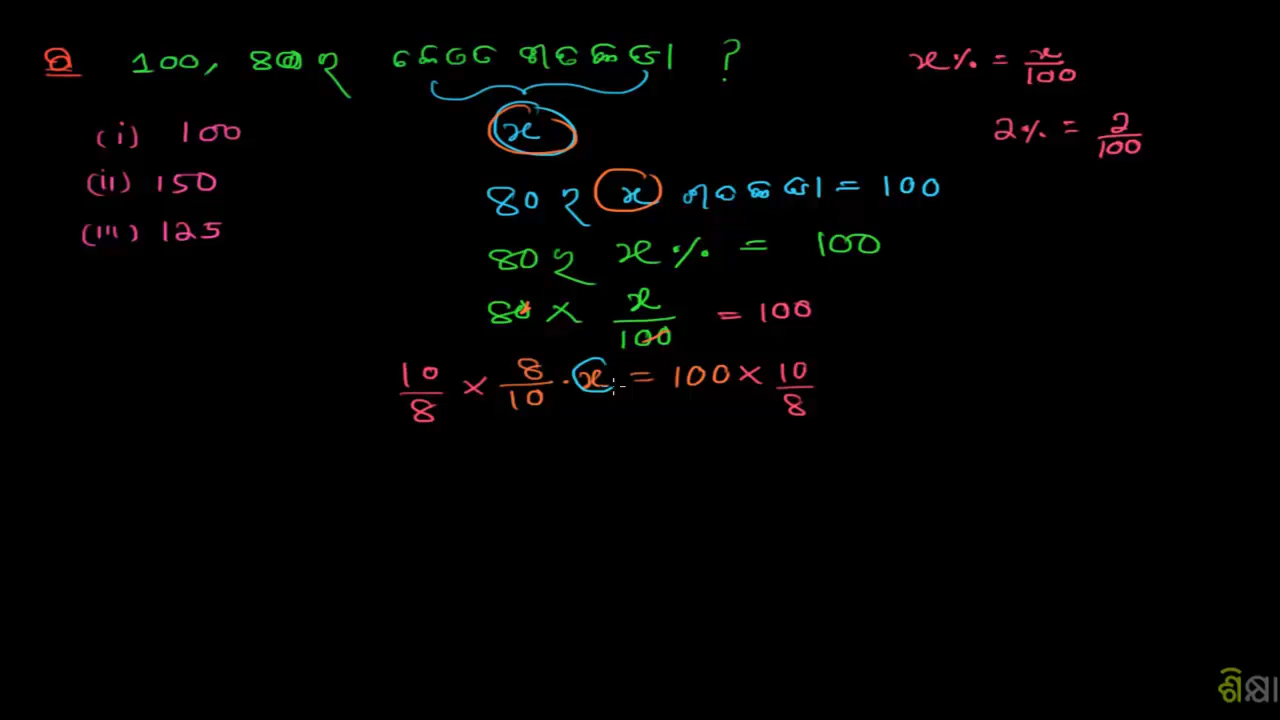 ପ୍ର 100, 80 ର କେତେ ଶତକଡ଼ା ?
x% = x/100
2% = 2/100
(i) 100
(ii) 150
(iii) 125
x
80 ର x ଶତକଡ଼ା = 100
80 ର x% = 100
80 × x/100 = 100
10/8 × 8/10 · x = 100 × 10/8
ଶିକ୍ଷା